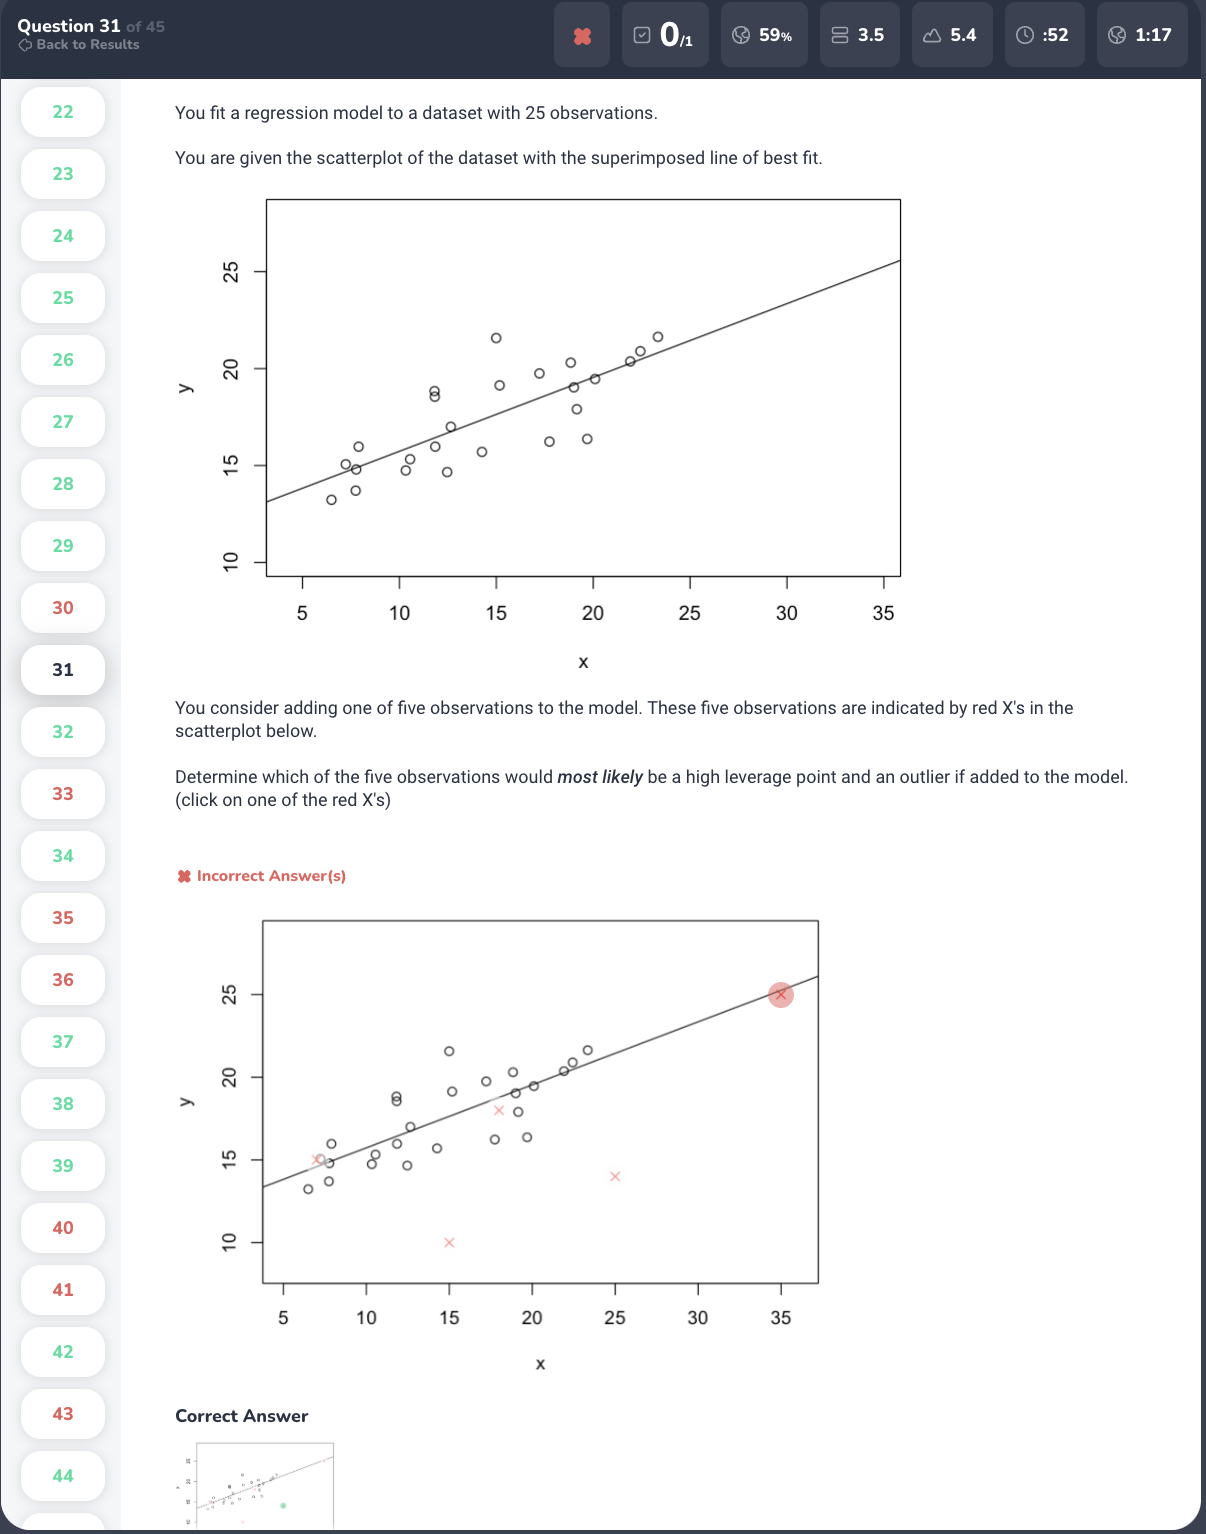 Question 31 of 45
Back to Results
0/1
59%
3.5
5.4
:52
1:17
22
23
24
25
26
27
28
29
30
31
32
33
34
35
36
37
38
39
40
41
42
43
44
You fit a regression model to a dataset with 25 observations.
You are given the scatterplot of the dataset with the superimposed line of best fit.
25
20
15
10
y
5 10 15 20 25 30 35
x
You consider adding one of five observations to the model. These five observations are indicated by red X's in the
scatterplot below.
Determine which of the five observations would most likely be a high leverage point and an outlier if added to the model.
(click on one of the red X's)
Incorrect Answer(s)
25
20
15
10
y
5 10 15 20 25 30 35
x
Correct Answer